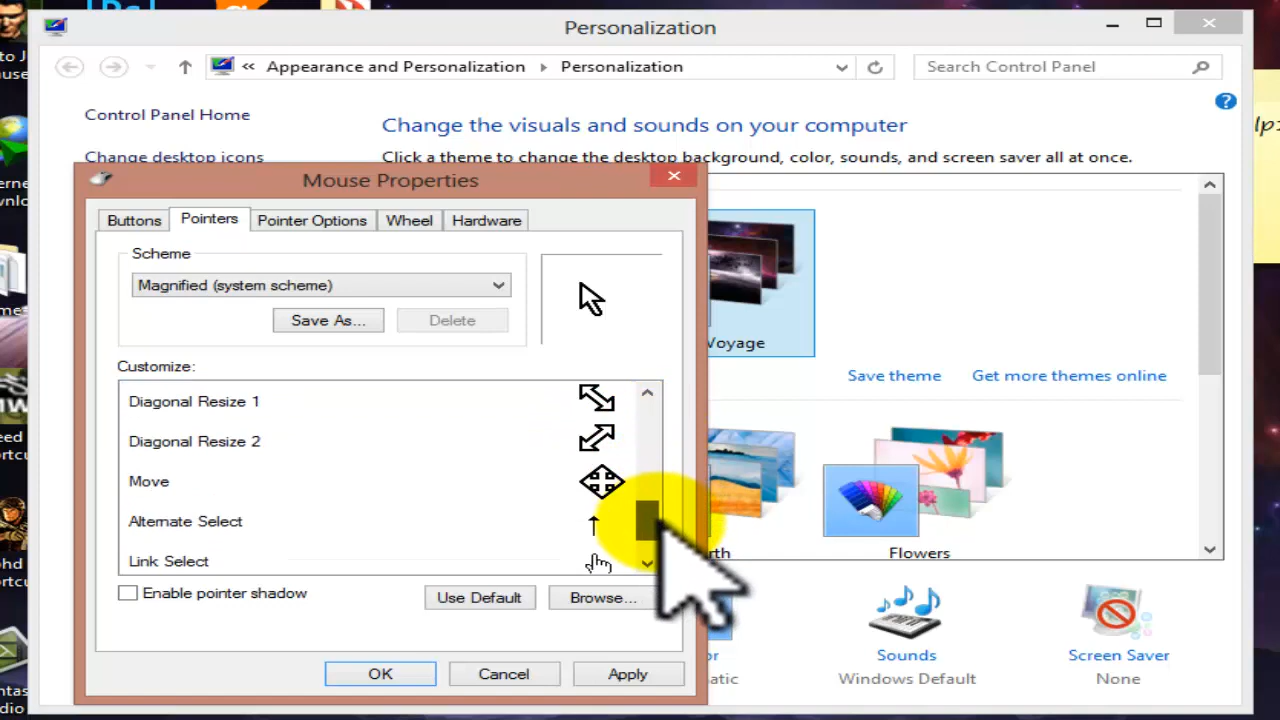 Personalization
« Appearance and Personalization
Personalization
Search Control Panel
Control Panel Home
Change desktop icons
Change the visuals and sounds on your computer
Click a theme to change the desktop background, color, sounds, and screen saver all at once.
Mouse Properties
Buttons
Pointers
Pointer Options
Wheel
Hardware
Scheme
Magnified (system scheme)
Save As...
Delete
Customize:
Diagonal Resize 1
Diagonal Resize 2
Move
Alternate Select
Link Select
Enable pointer shadow
Use Default
Browse...
OK
Cancel
Apply
Voyage
Save theme
Get more themes online
Flowers
Sounds
Windows Default
Screen Saver
None